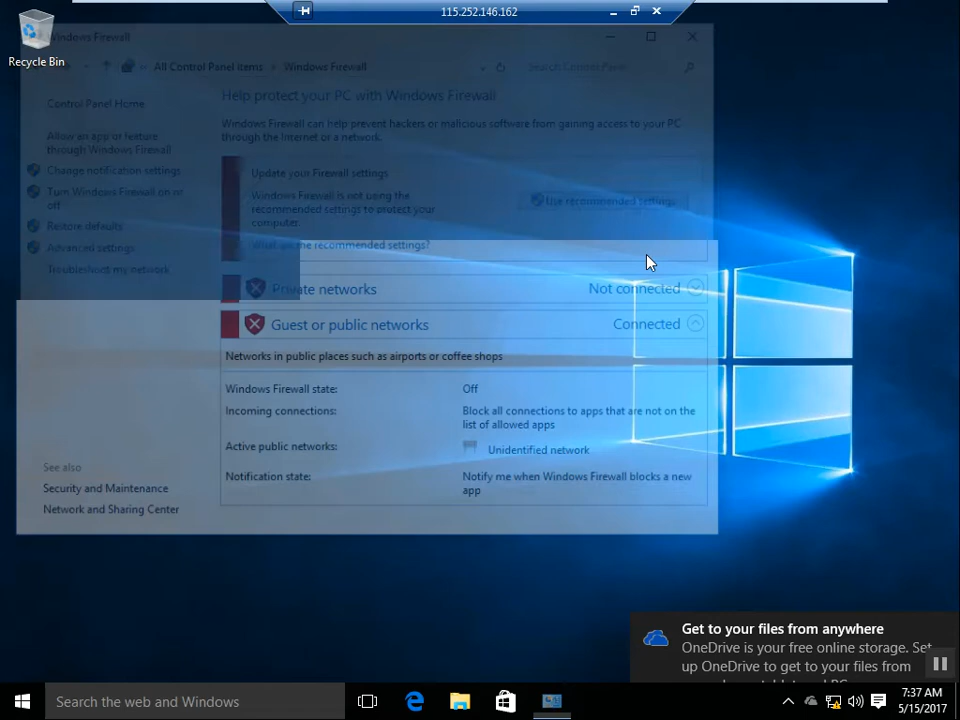 115.252.146.162
Recycle Bin
Windows Firewall
All Control Panel Items
Windows Firewall
Search Control Panel
Control Panel Home
Allow an app or feature
through Windows Firewall
Change notification settings
Turn Windows Firewall on or
off
Restore defaults
Advanced settings
Troubleshoot my network
Help protect your PC with Windows Firewall
Windows Firewall can help prevent hackers or malicious software from gaining access to your PC
through the Internet or a network.
Update your Firewall settings
Windows Firewall is not using the
recommended settings to protect your
computer.
Use recommended settings
What are the recommended settings?
Private networks Not connected
Guest or public networks Connected
Networks in public places such as airports or coffee shops
Windows Firewall state: Off
Incoming connections: Block all connections to apps that are not on the
list of allowed apps
Active public networks: Unidentified network
Notification state: Notify me when Windows Firewall blocks a new
app
See also
Security and Maintenance
Network and Sharing Center
Get to your files from anywhere
OneDrive is your free online storage. Set
up OneDrive to get to your files from
Search the web and Windows
7:37 AM
5/15/2017